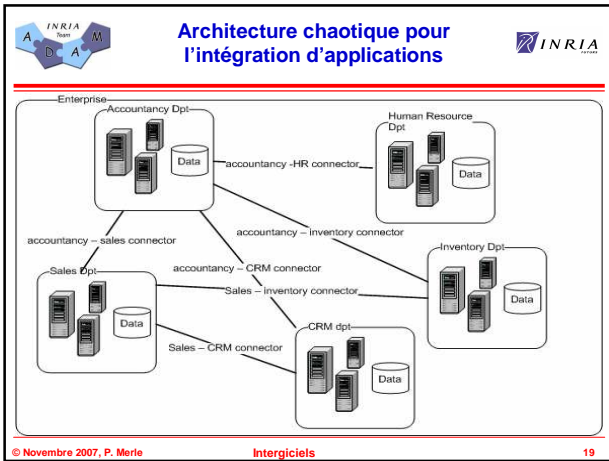 INRIA
Team
A D A M
Architecture chaotique pour
l'intégration d'applications
INRIA
FUTURS
Enterprise
Accountancy Dpt
Data
Human Resource
Dpt
Data
accountancy -HR connector
accountancy – sales connector
accountancy – inventory connector
accountancy – CRM connector
Inventory Dpt
Data
Sales Dpt
Data
Sales – inventory connector
Sales – CRM connector
CRM dpt
Data
© Novembre 2007, P. Merle
Intergiciels
19